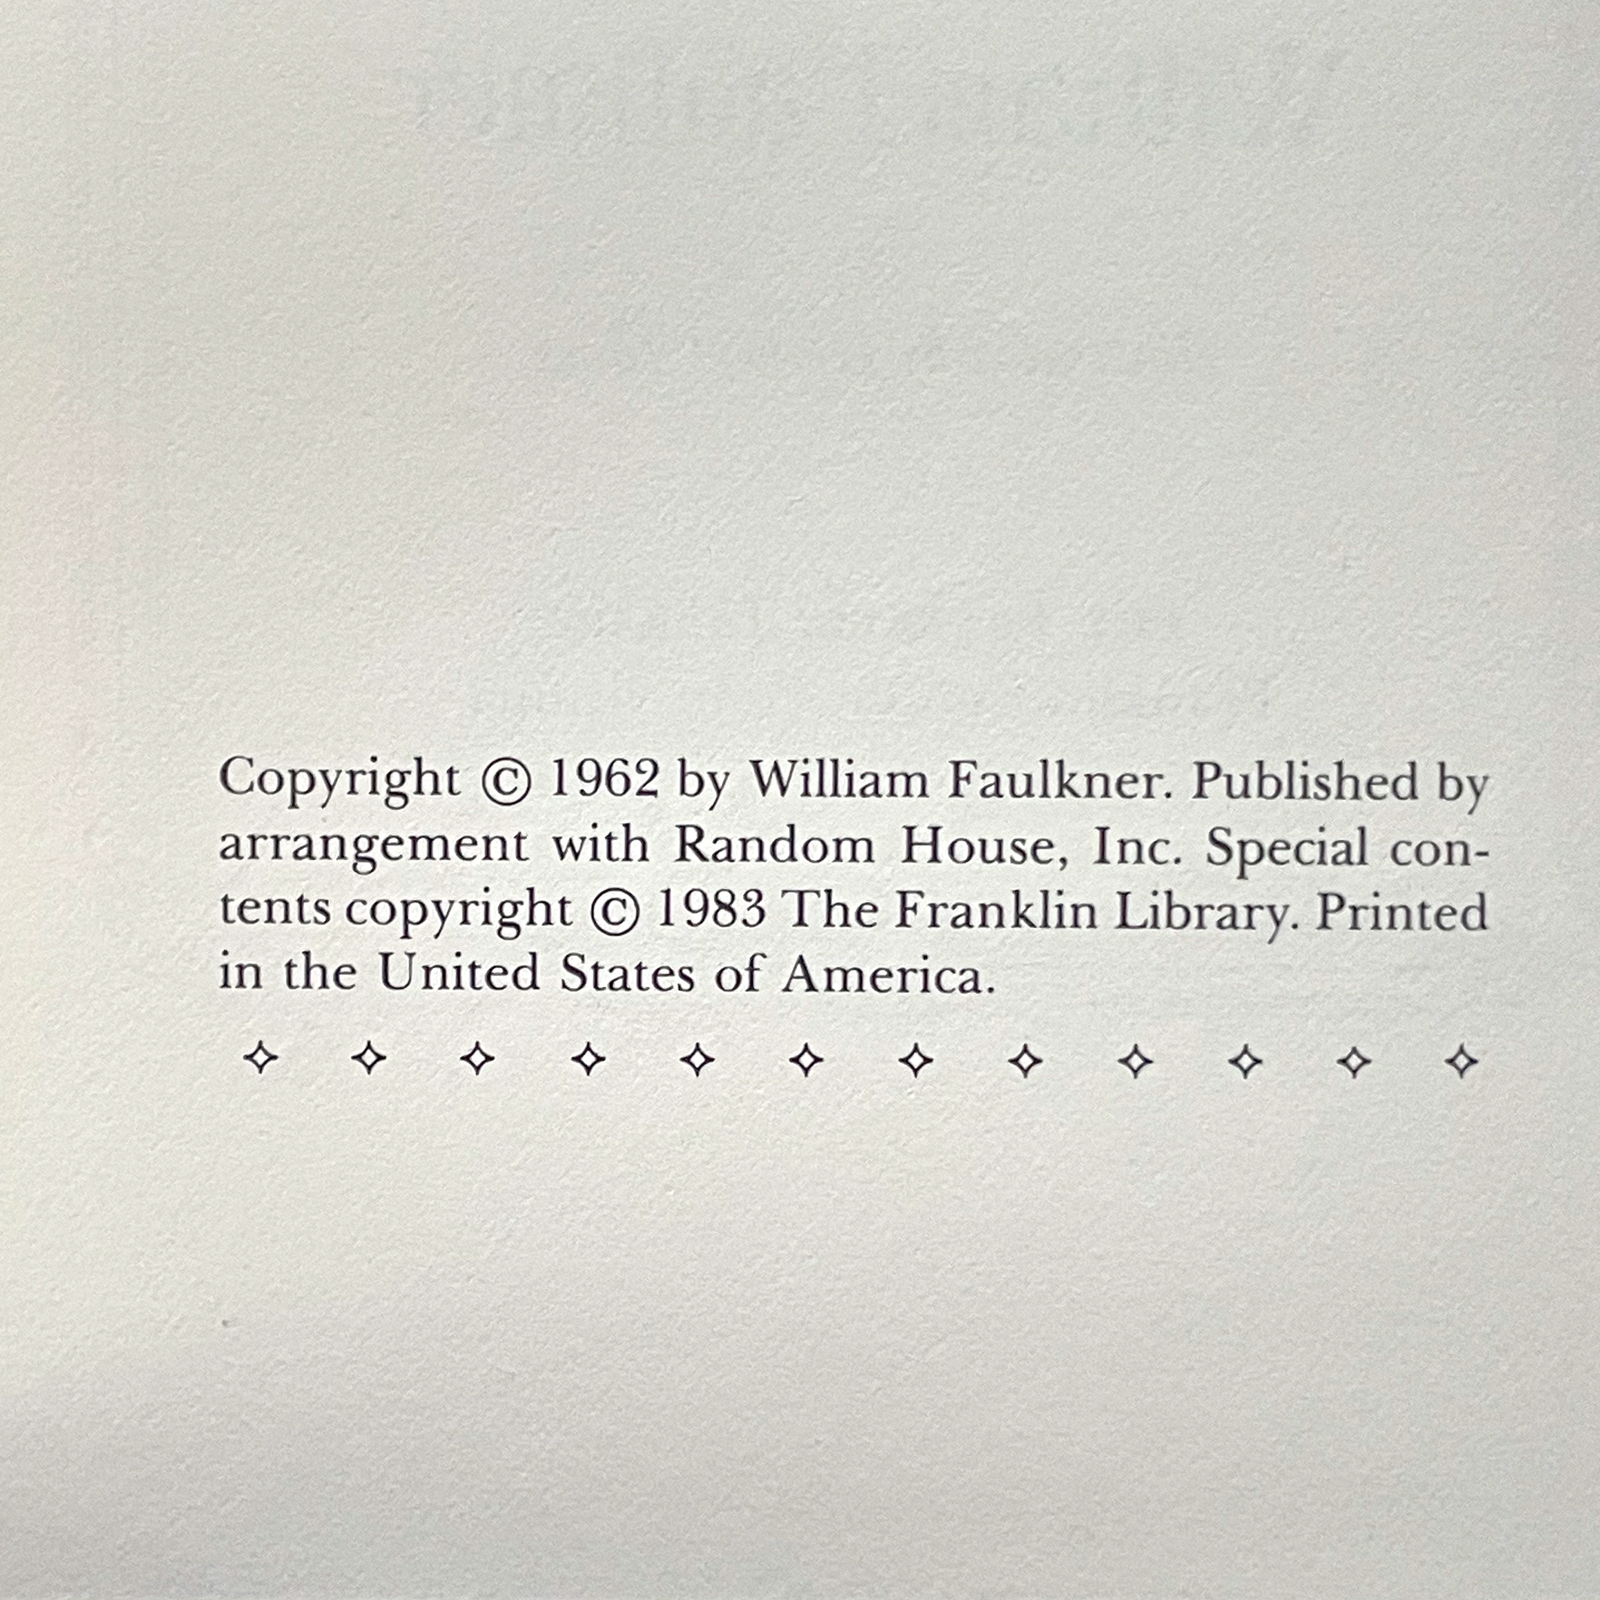 Copyright © 1962 by William Faulkner. Published by
arrangement with Random House, Inc. Special con-
tents copyright © 1983 The Franklin Library. Printed
in the United States of America.